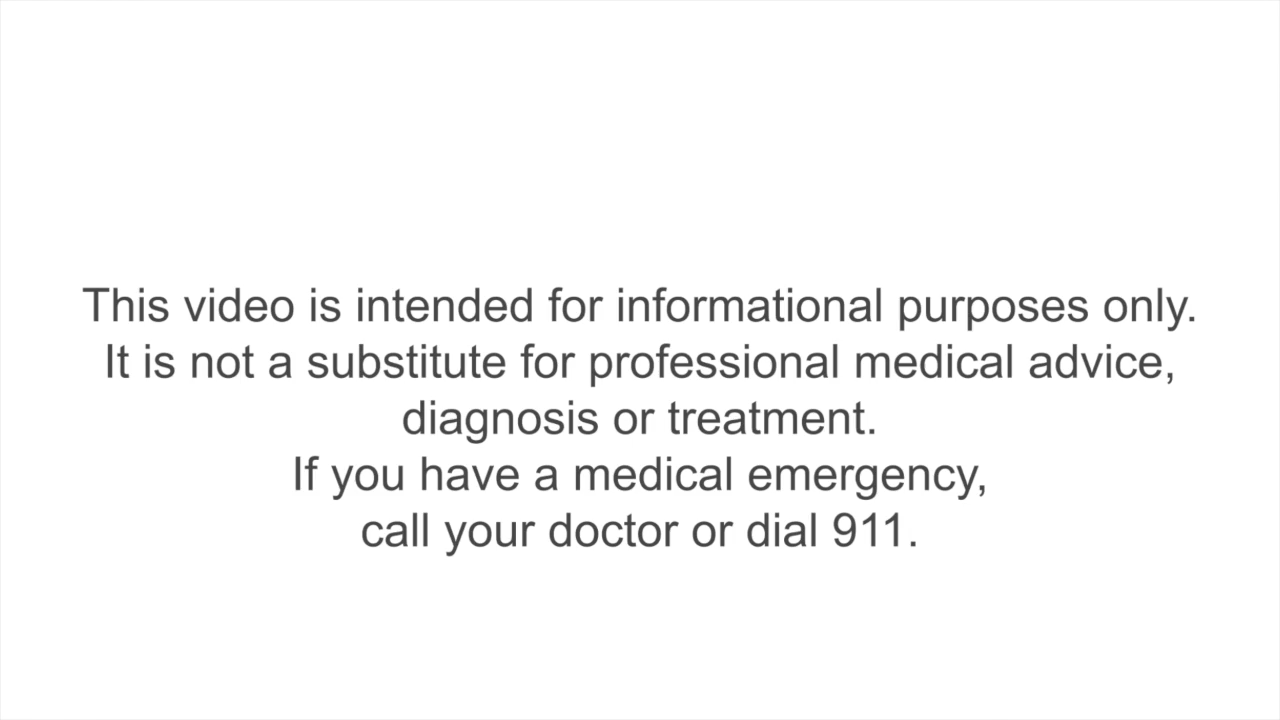 This video is intended for informational purposes only.
It is not a substitute for professional medical advice,
diagnosis or treatment.
If you have a medical emergency,
call your doctor or dial 911.